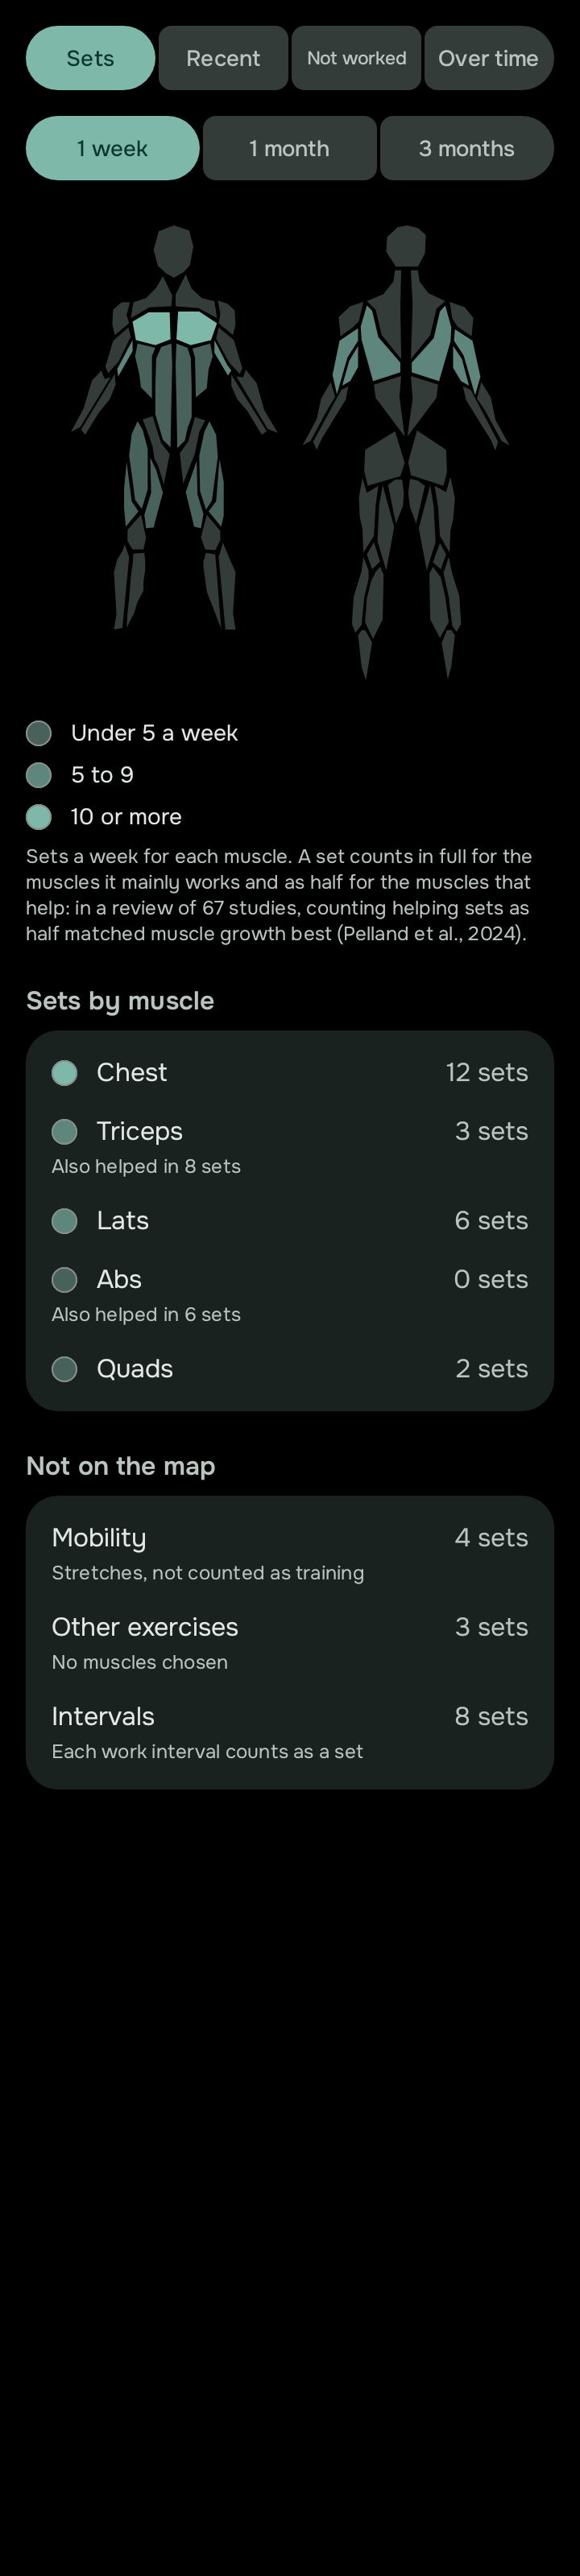 Sets
Recent
Not worked
Over time
1 week
1 month
3 months
Under 5 a week
5 to 9
10 or more
Sets a week for each muscle. A set counts in full for the
muscles it mainly works and as half for the muscles that
help: in a review of 67 studies, counting helping sets as
half matched muscle growth best (Pelland et al., 2024).
Sets by muscle
Chest 12 sets
Triceps 3 sets
Also helped in 8 sets
Lats 6 sets
Abs 0 sets
Also helped in 6 sets
Quads 2 sets
Not on the map
Mobility 4 sets
Stretches, not counted as training
Other exercises 3 sets
No muscles chosen
Intervals 8 sets
Each work interval counts as a set